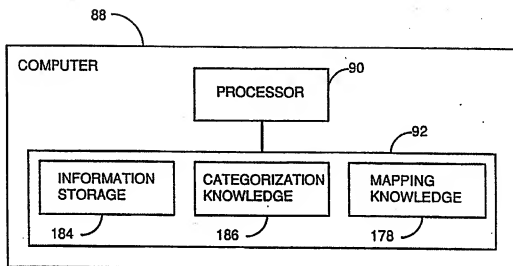 88
COMPUTER
90
PROCESSOR
92
INFORMATION
STORAGE
CATEGORIZATION
KNOWLEDGE
MAPPING
KNOWLEDGE
184
186
178